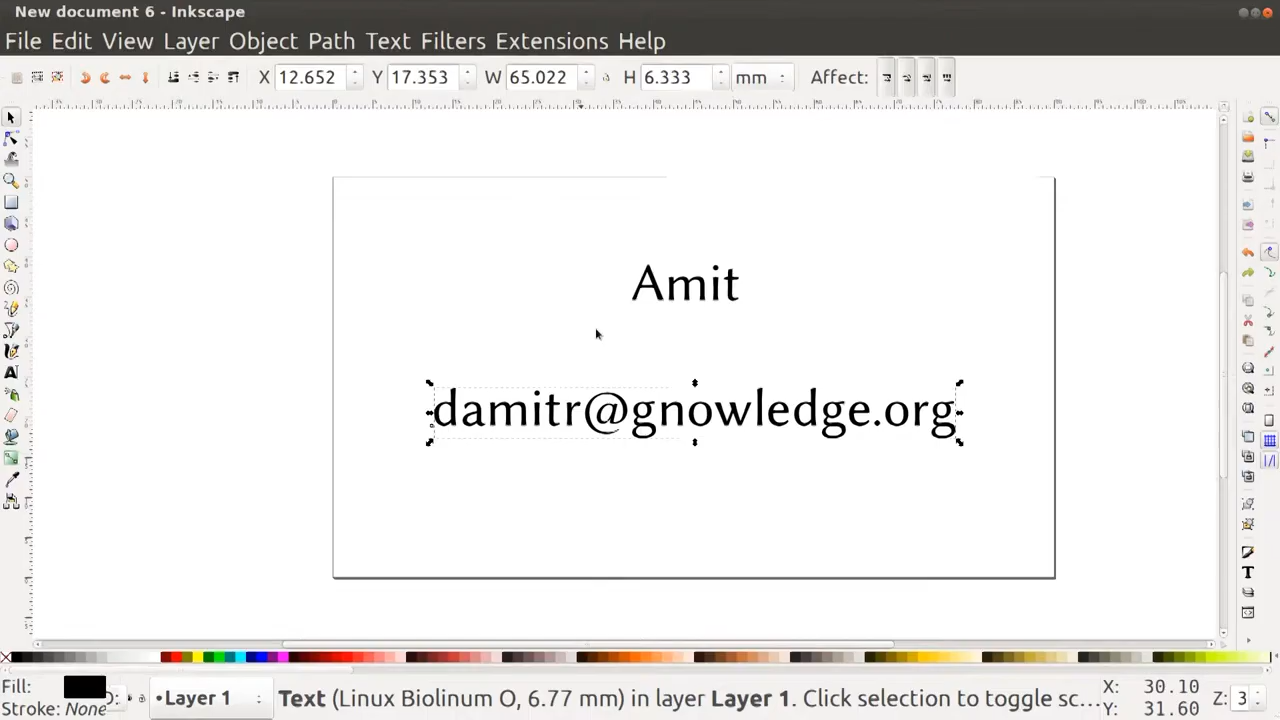 New document 6 - Inkscape
File Edit View Layer Object Path Text Filters Extensions Help
X 12.652 Y 17.353 W 65.022 H 6.333 mm Affect:
Amit
damitr@gnowledge.org
Fill:
Stroke: None
•Layer 1
Text (Linux Biolinum O, 6.77 mm) in layer Layer 1. Click selection to toggle sc...
X: 30.10
Y: 31.60
Z: 3